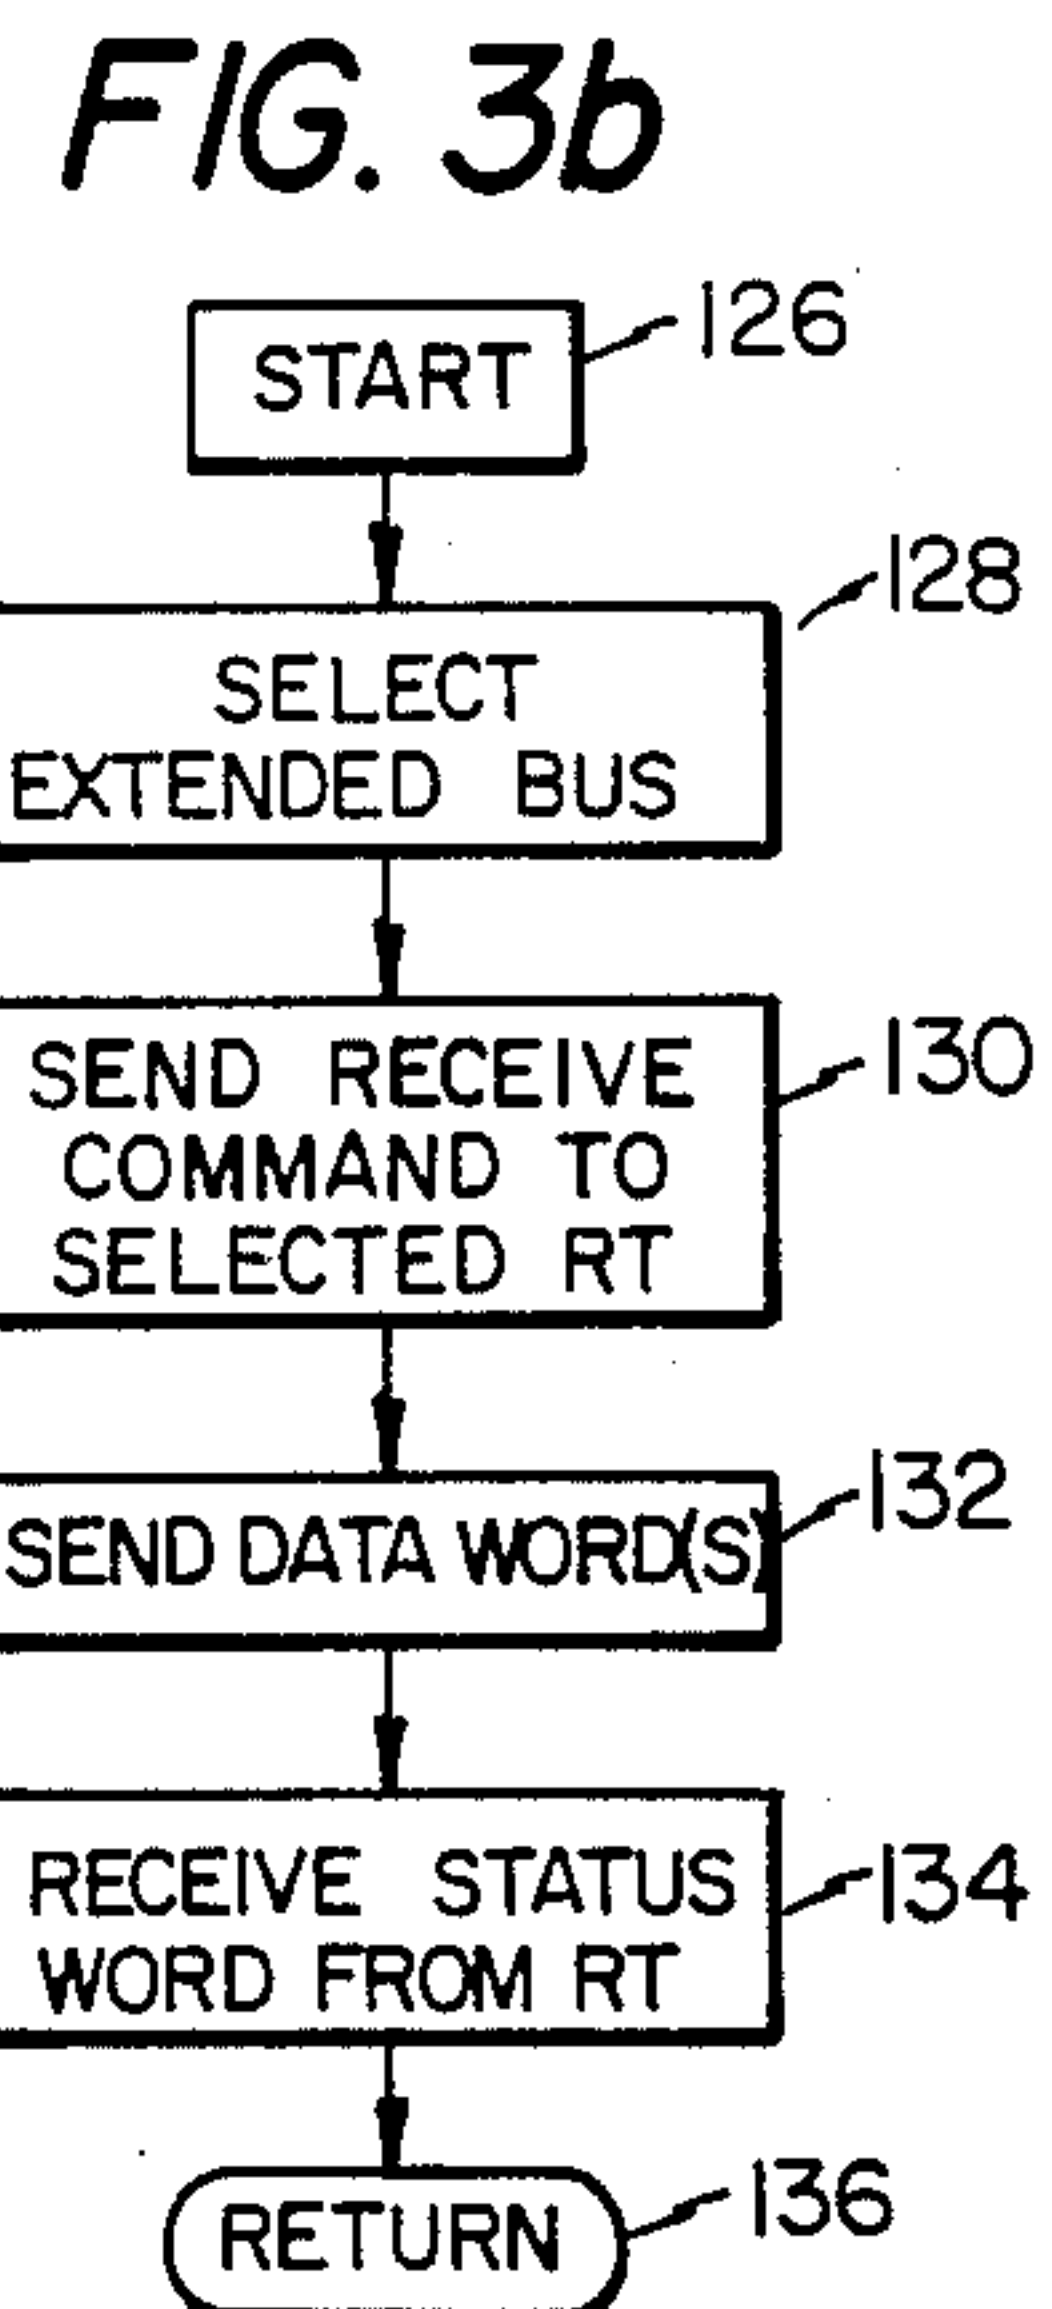 FIG. 3b
START
126
128
SELECT
EXTENDED BUS
SEND RECEIVE
COMMAND TO
SELECTED RT
130
SEND DATA WORD(S)
132
RECEIVE STATUS
WORD FROM RT
134
RETURN
136